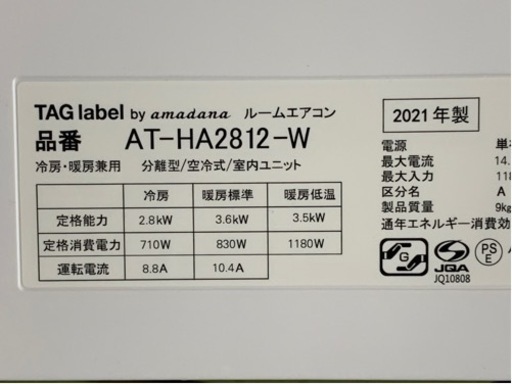 TAG label by amadana ルームエアコン
品番 AT-HA2812-W
冷房・暖房兼用 分離型/空冷式/室内ユニット
冷房 暖房標準 暖房低温
定格能力 2.8kW 3.6kW 3.5kW
定格消費電力 710W 830W 1180W
運転電流 8.8A 10.4A
2021年製
電源 単
最大電流 14.
最大入力 118
区分名 A
製品質量 9kg
通年エネルギー消費効
G
S
JQA
JQ10808
PS
E